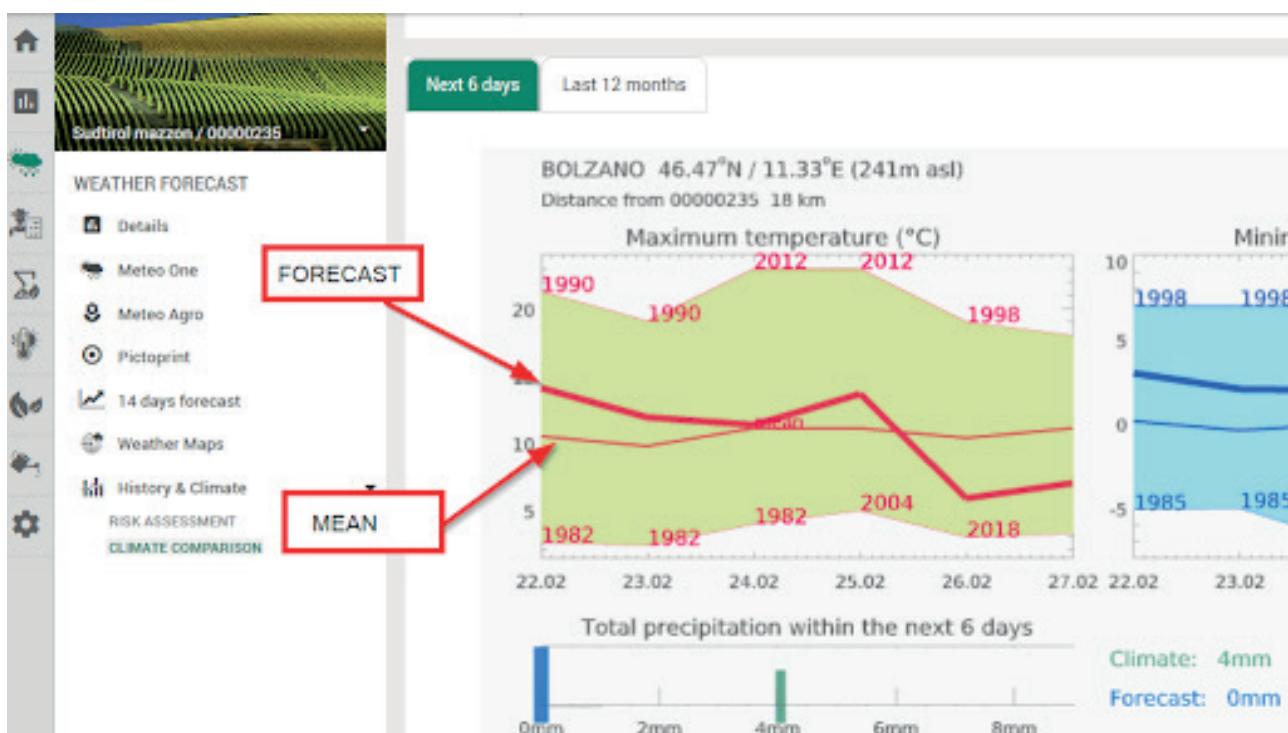 Sudtirol mazzon / 00000235
WEATHER FORECAST
Details
Meteo One
Meteo Agro
Pictoprint
14 days forecast
Weather Maps
History & Climate
RISK ASSESSMENT
CLIMATE COMPARISON
FORECAST
MEAN
Next 6 days
Last 12 months
BOLZANO 46.47°N / 11.33°E (241m asl)
Distance from 00000235 18 km
Maximum temperature (°C)
20
10
5
1990
1990
2012
2012
1998
mean
1982
1982
1982
2004
2018
22.02
23.02
24.02
25.02
26.02
27.02
10
5
0
-5
1998
1998
1985
1985
22.02
23.02
Total precipitation within the next 6 days
0mm
2mm
4mm
6mm
8mm
Climate: 4mm
Forecast: 0mm